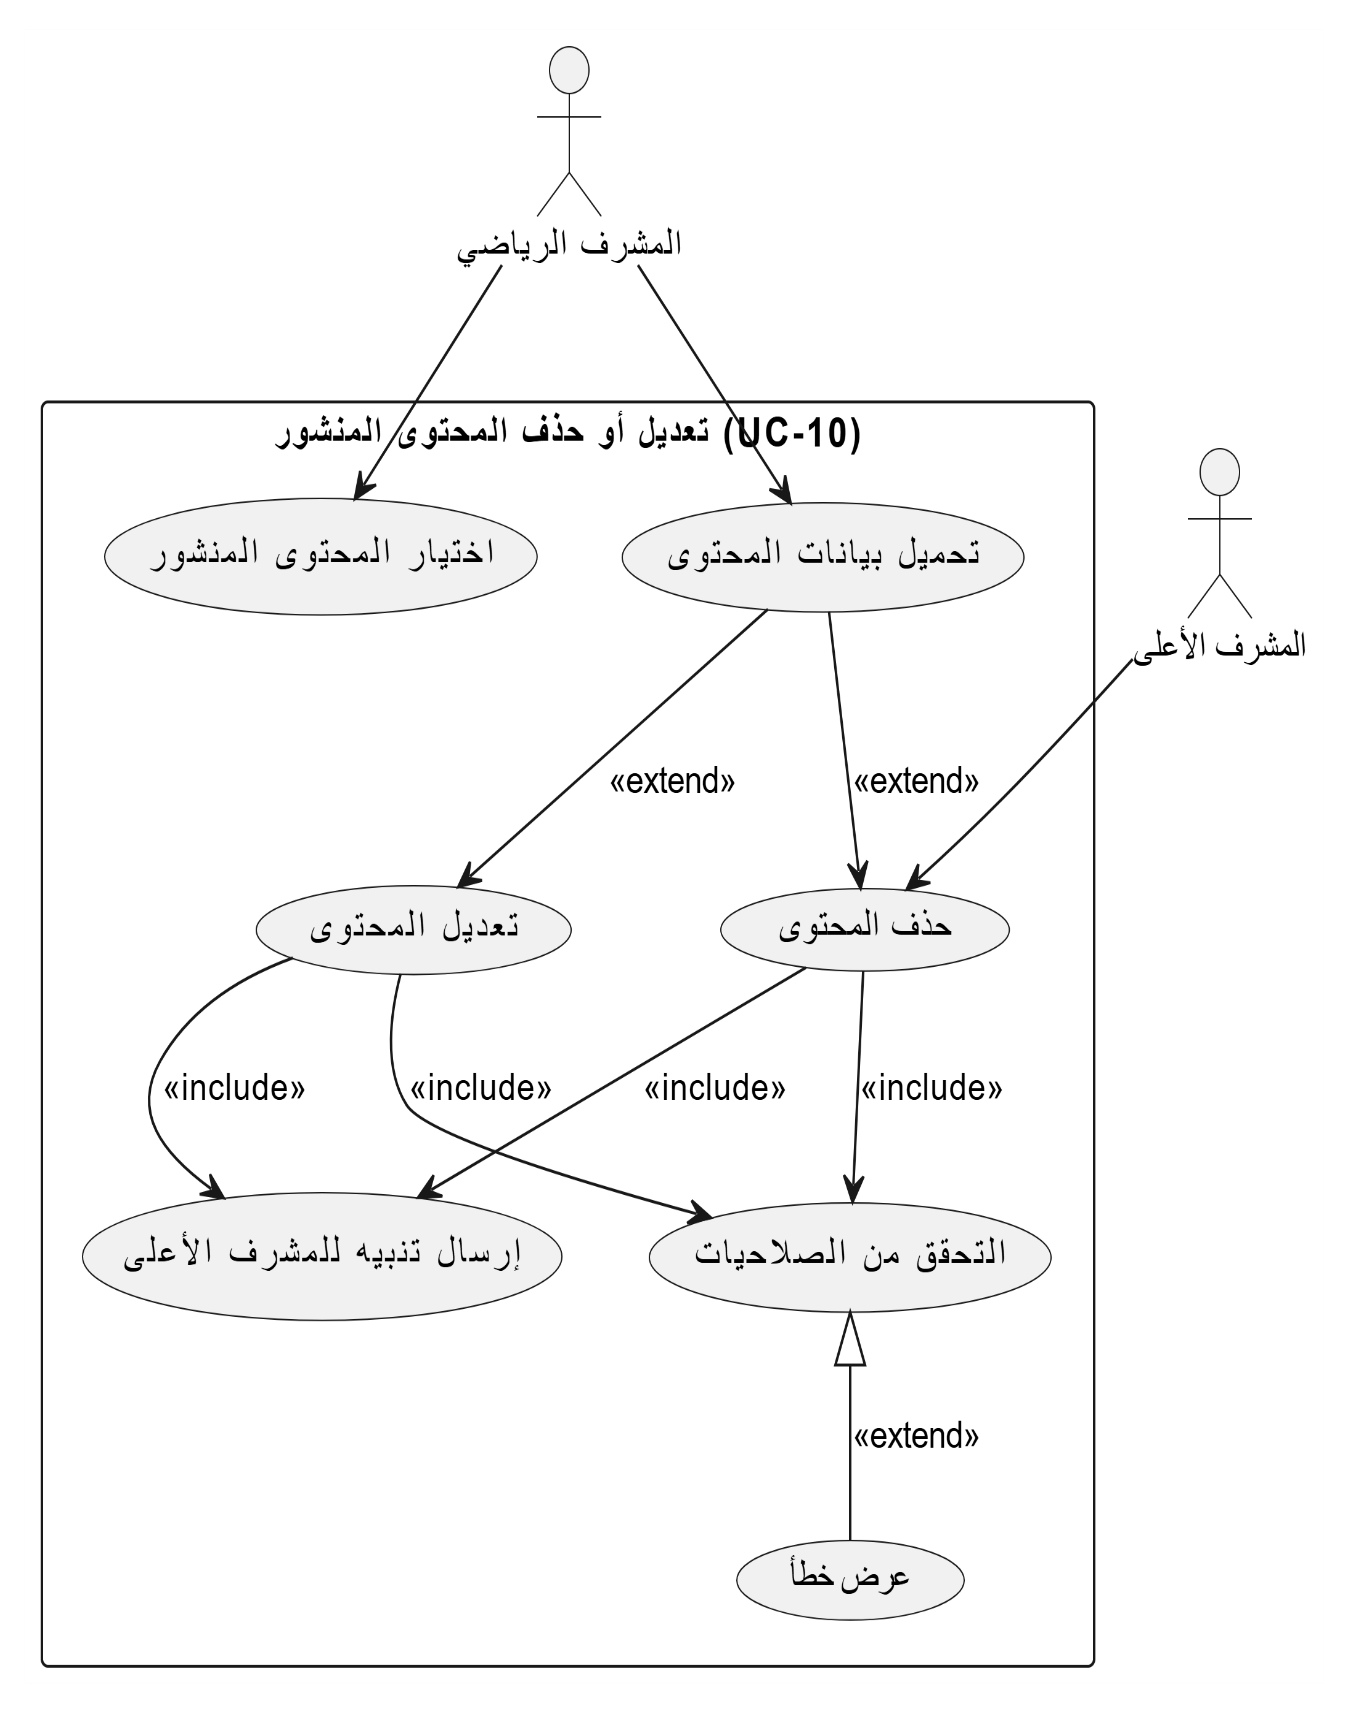 المشرف الرياضي
تعديل أو حذف المحتوى المنشور (UC-10)
اختيار المحتوى المنشور
تحميل بيانات المحتوى
المشرف الأعلى
«extend»
«extend»
تعديل المحتوى
حذف المحتوى
«include»
«include»
«include»
«include»
إرسال تنبيه للمشرف الأعلى
التحقق من الصلاحيات
«extend»
عرض خطأ